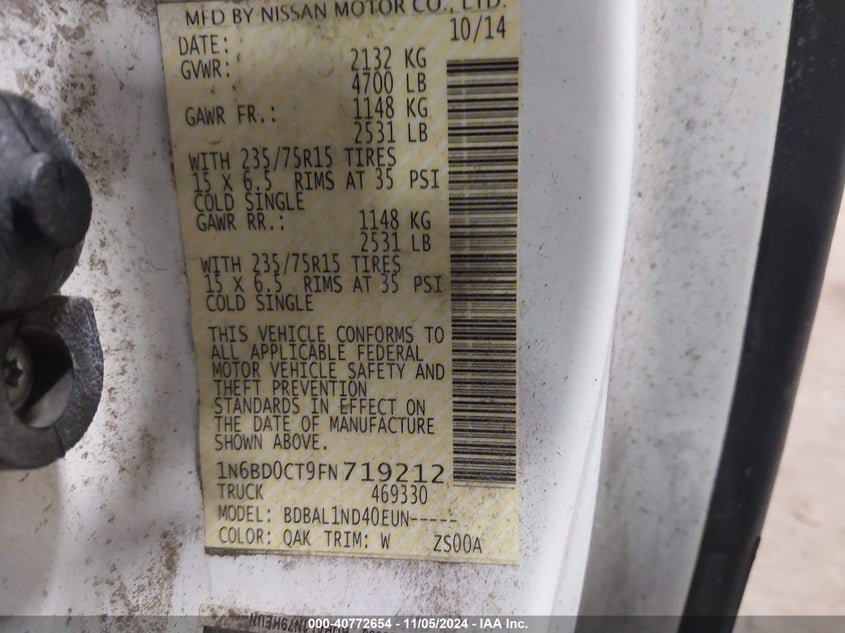 MFD BY NISSAN MOTOR CO., LTD.
DATE: 10/14
GVWR: 2132 KG
4700 LB
GAWR FR.: 1148 KG
2531 LB
WITH 235/75R15 TIRES
15 X 6.5 RIMS AT 35 PSI
COLD SINGLE
GAWR RR.: 1148 KG
2531 LB
WITH 235/75R15 TIRES
15 X 6.5 RIMS AT 35 PSI
COLD SINGLE
THIS VEHICLE CONFORMS TO
ALL APPLICABLE FEDERAL
MOTOR VEHICLE SAFETY AND
THEFT PREVENTION
STANDARDS IN EFFECT ON
THE DATE OF MANUFACTURE
SHOWN ABOVE.
1N6BD0CT9FN719212
TRUCK 469330
MODEL: BDBAL1ND40EUN-----
COLOR: QAK TRIM: W ZS00A
000-40772654 - 11/05/2024 - IAA Inc.